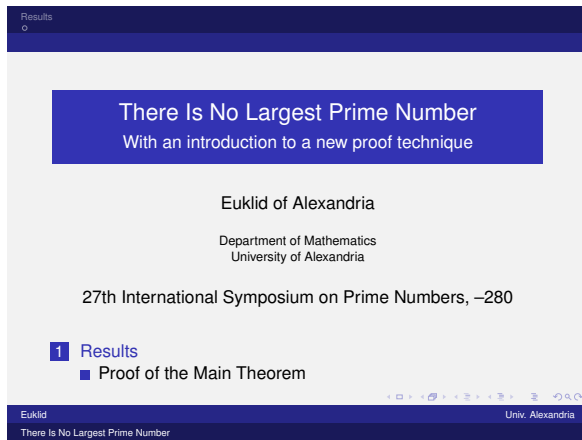 Results
There Is No Largest Prime Number
With an introduction to a new proof technique
Euklid of Alexandria
Department of Mathematics
University of Alexandria
27th International Symposium on Prime Numbers, –280
1 Results
Proof of the Main Theorem
Euklid Univ. Alexandria
There Is No Largest Prime Number